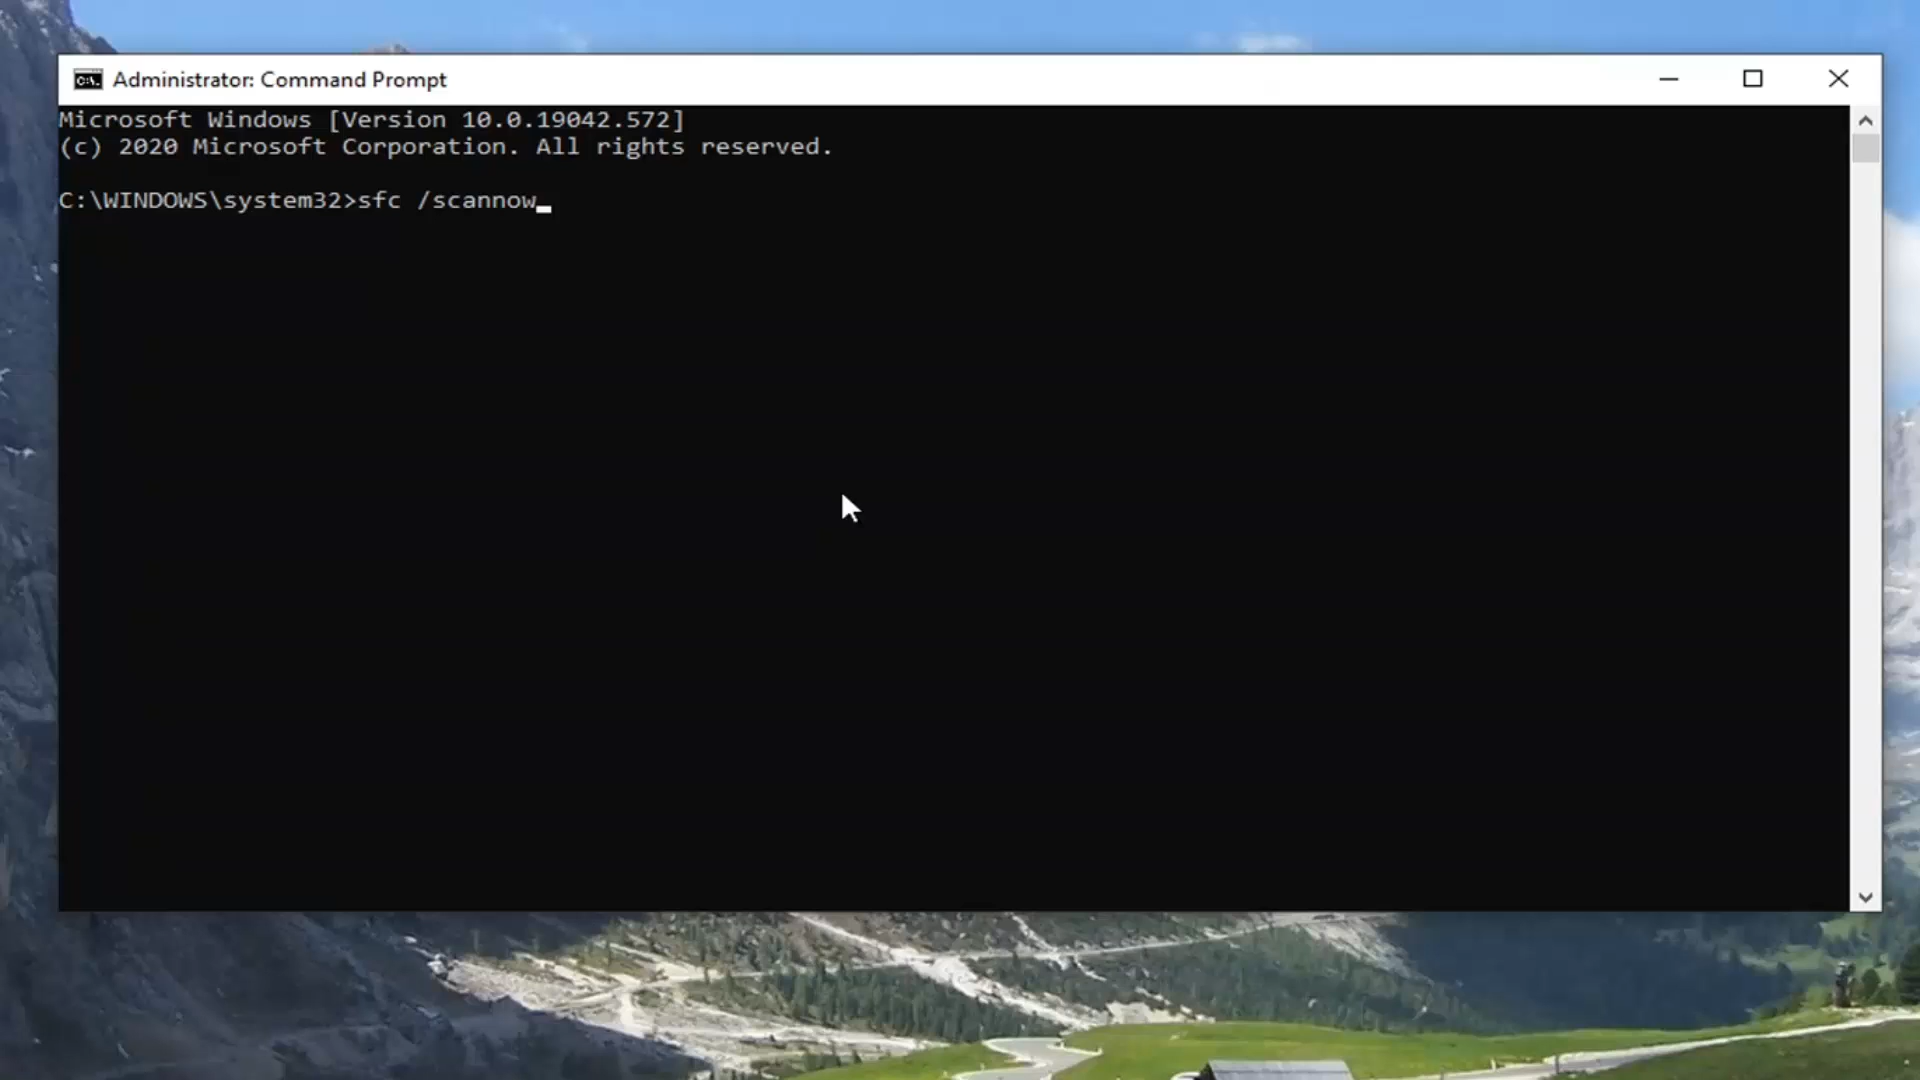 Administrator: Command Prompt
Microsoft Windows [Version 10.0.19042.572]
(c) 2020 Microsoft Corporation. All rights reserved.
C:\WINDOWS\system32>sfc /scannow